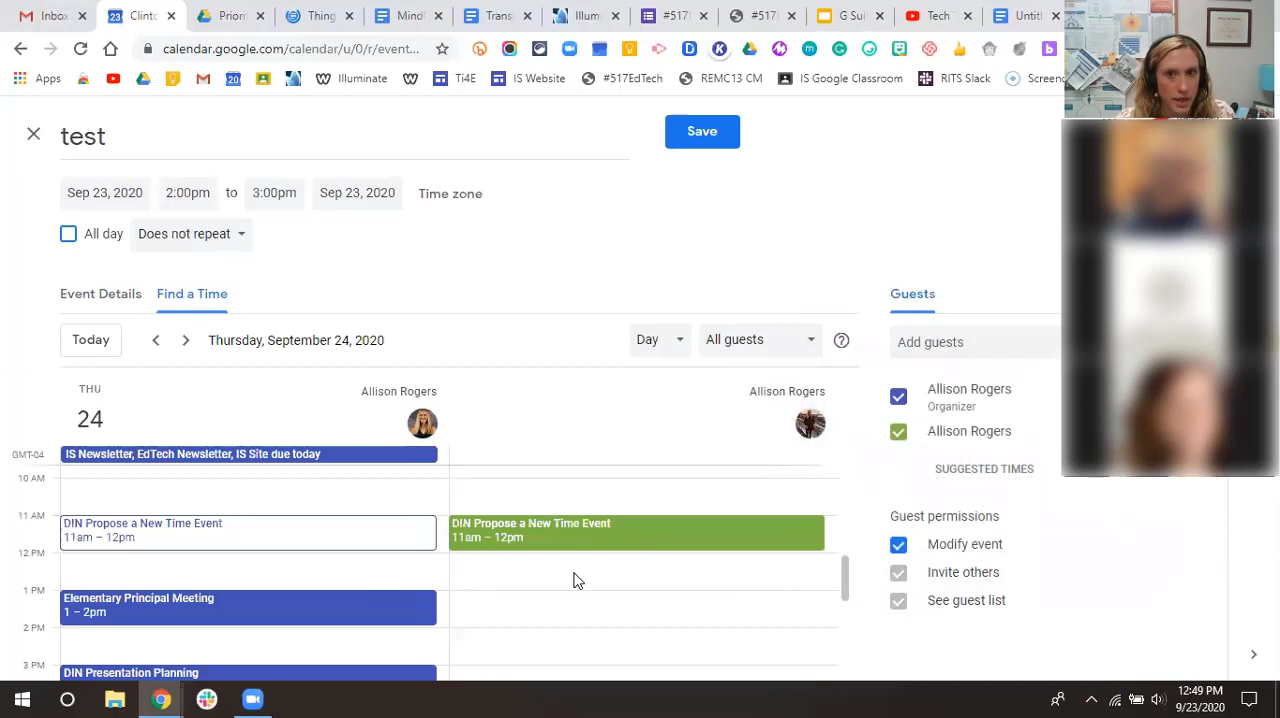 Inbox
Clinto
Priori
Thing
Mindf
Trans
Illum
#517
#517
G Sui
Tech
Untit
calendar.google.com/calendar/u/0/r/event...
Apps
20
Illuminate
Ti4E
IS Website
#517EdTech
REMC13 CM
IS Google Classroom
RITS Slack
Screenc
test
Save
Sep 23, 2020 2:00pm to 3:00pm Sep 23, 2020 Time zone
All day Does not repeat
Event Details Find a Time
Today
Thursday, September 24, 2020
Day
All guests
THU
24
Allison Rogers
Allison Rogers
GMT-04
IS Newsletter, EdTech Newsletter, IS Site due today
10 AM
11 AM
DIN Propose a New Time Event
11am – 12pm
DIN Propose a New Time Event
11am – 12pm
12 PM
1 PM
Elementary Principal Meeting
1 – 2pm
2 PM
3 PM
DIN Presentation Planning
Guests
Add guests
Allison Rogers
Organizer
Allison Rogers
SUGGESTED TIMES
Guest permissions
Modify event
Invite others
See guest list
12:49 PM
9/23/2020